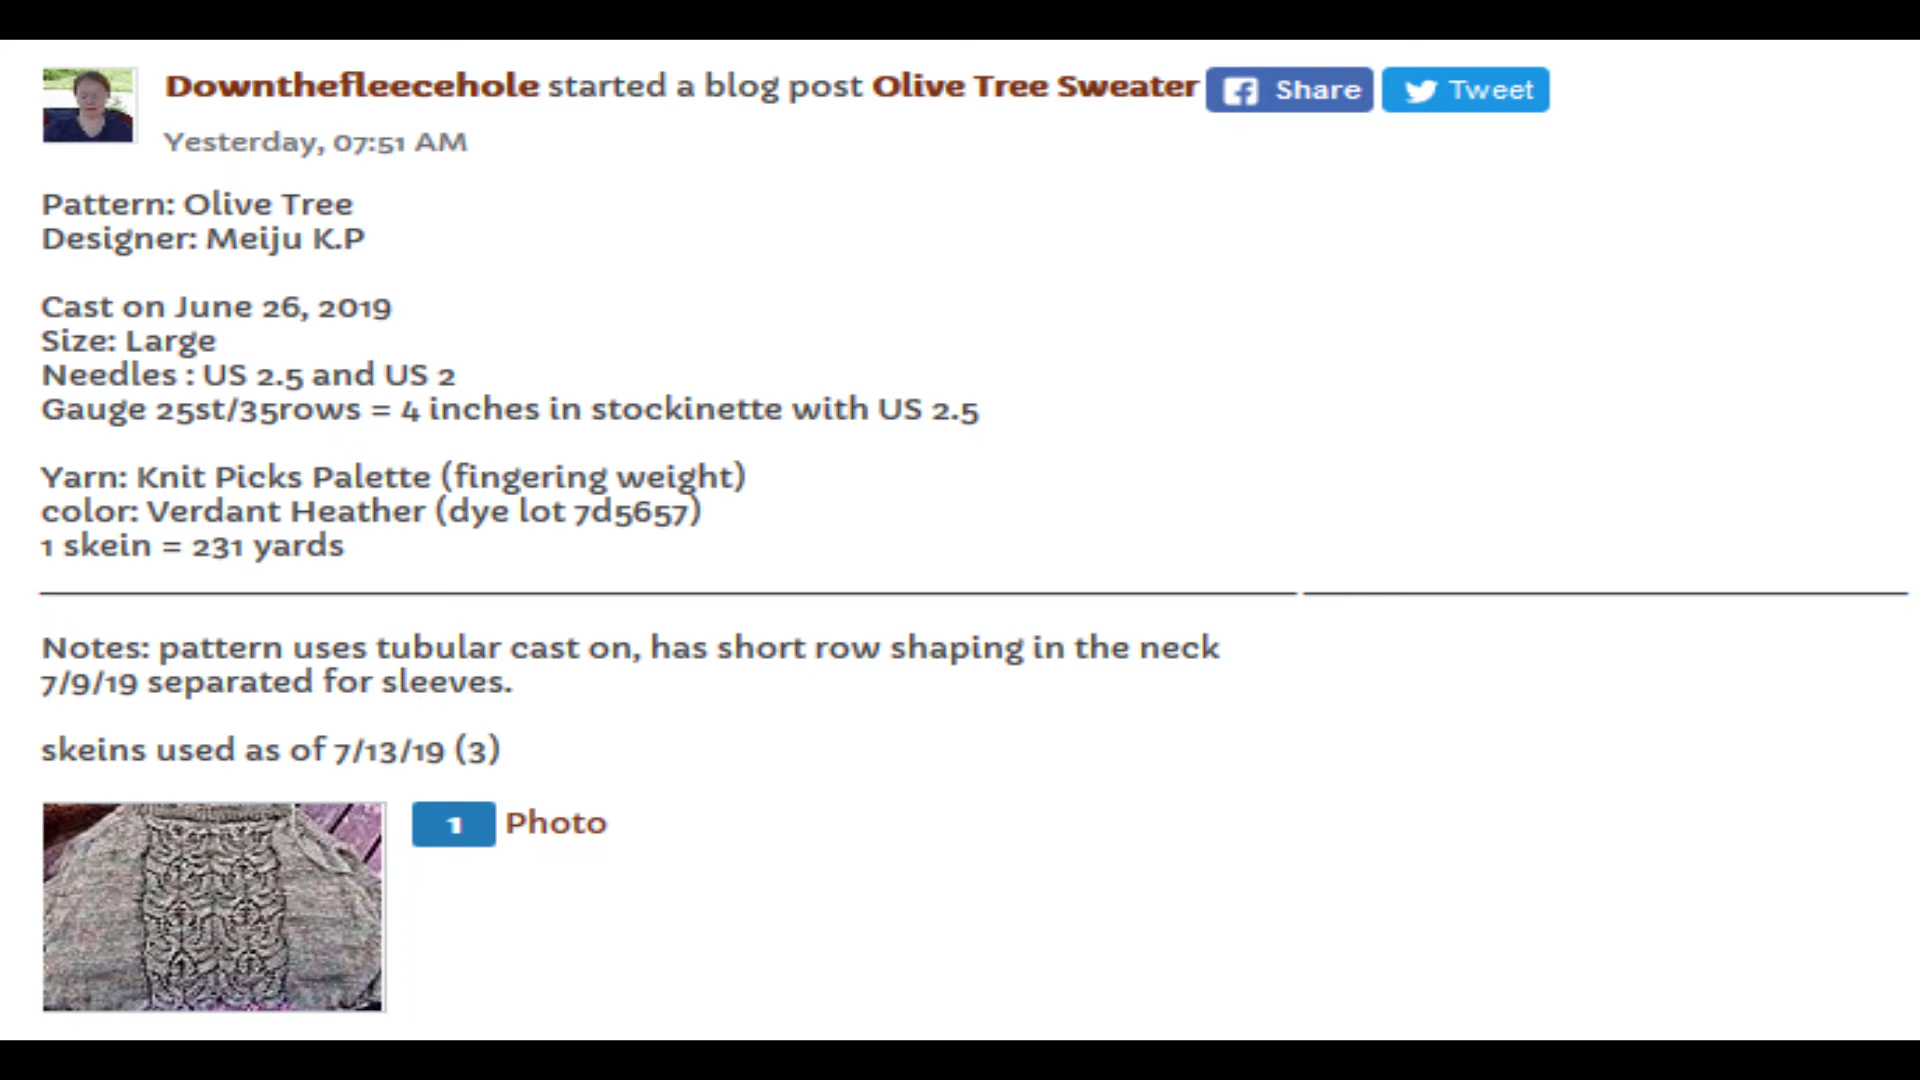 Downthefleecehole started a blog post Olive Tree Sweater Share Tweet
Yesterday, 07:51 AM
Pattern: Olive Tree
Designer: Meiju K.P
Cast on June 26, 2019
Size: Large
Needles : US 2.5 and US 2
Gauge 25st/35rows = 4 inches in stockinette with US 2.5
Yarn: Knit Picks Palette (fingering weight)
color: Verdant Heather (dye lot 7d5657)
1 skein = 231 yards
Notes: pattern uses tubular cast on, has short row shaping in the neck
7/9/19 separated for sleeves.
skeins used as of 7/13/19 (3)
1 Photo